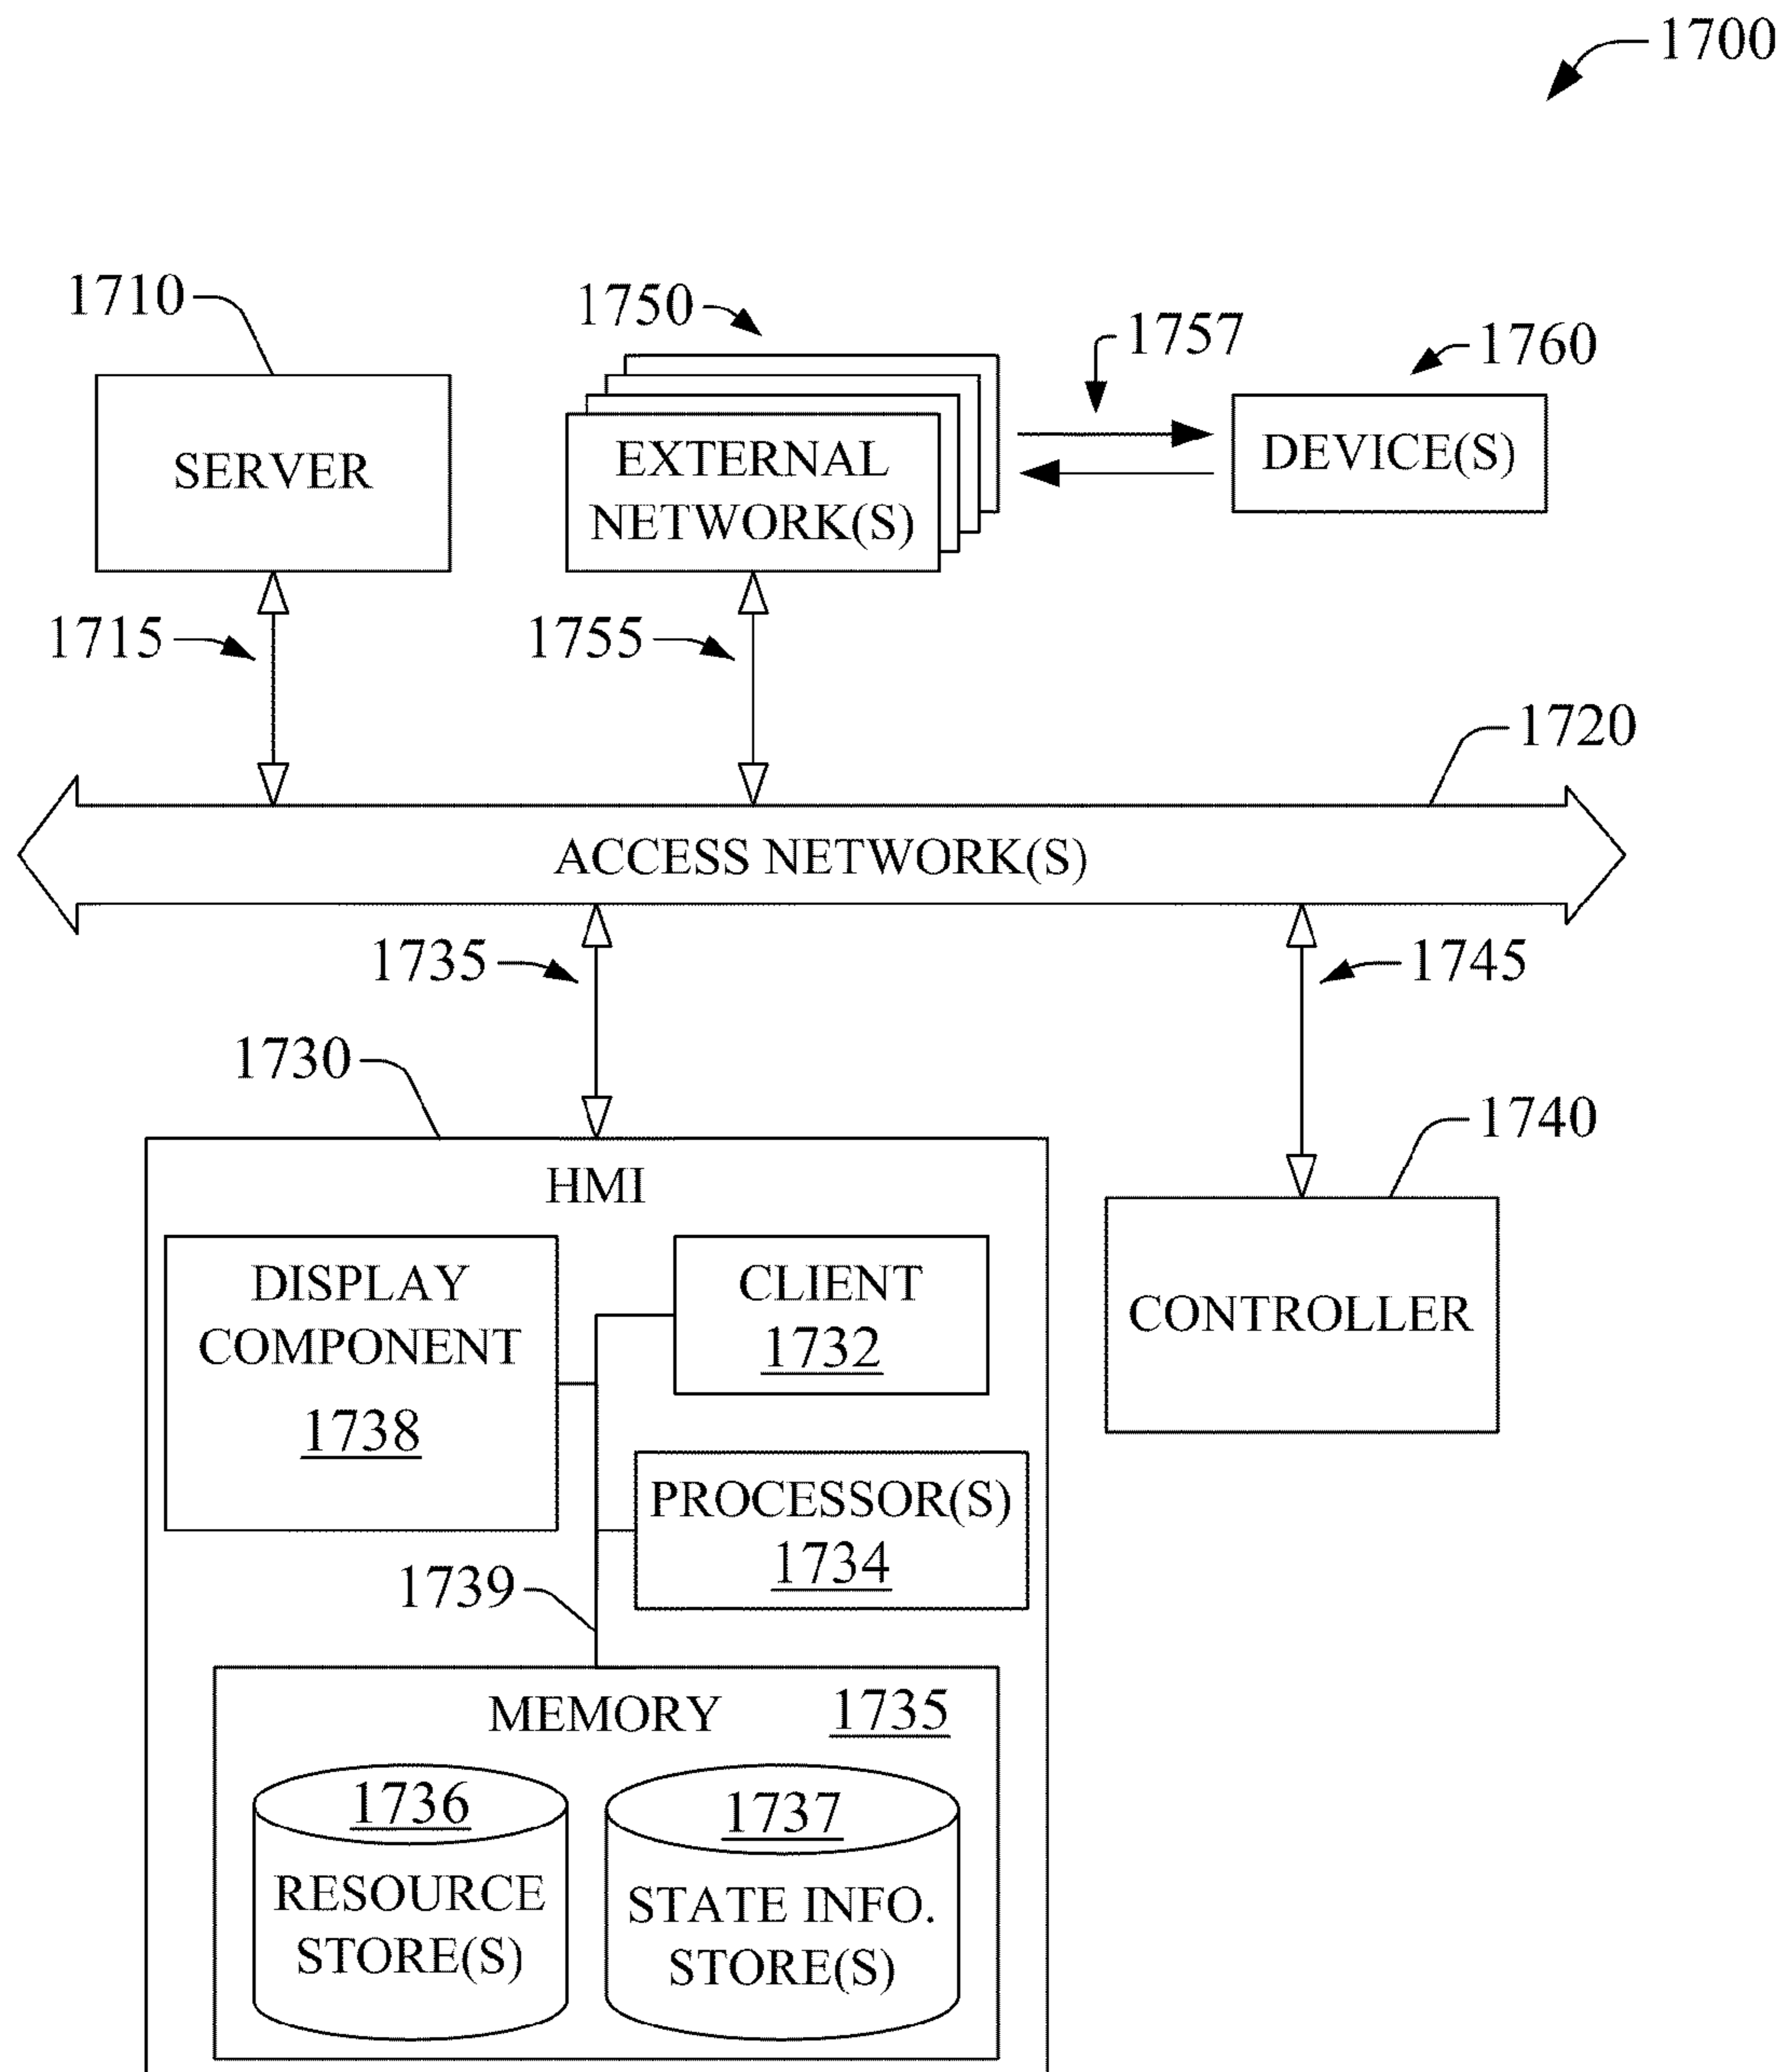 1700
1710
1750
1757
1760
SERVER
EXTERNAL
NETWORK(S)
DEVICE(S)
1715
1755
1720
ACCESS NETWORK(S)
1735
1745
1730
1740
HMI
DISPLAY
COMPONENT
1738
CLIENT
1732
CONTROLLER
PROCESSOR(S)
1734
1739
MEMORY 1735
1736
RESOURCE
STORE(S)
1737
STATE INFO.
STORE(S)